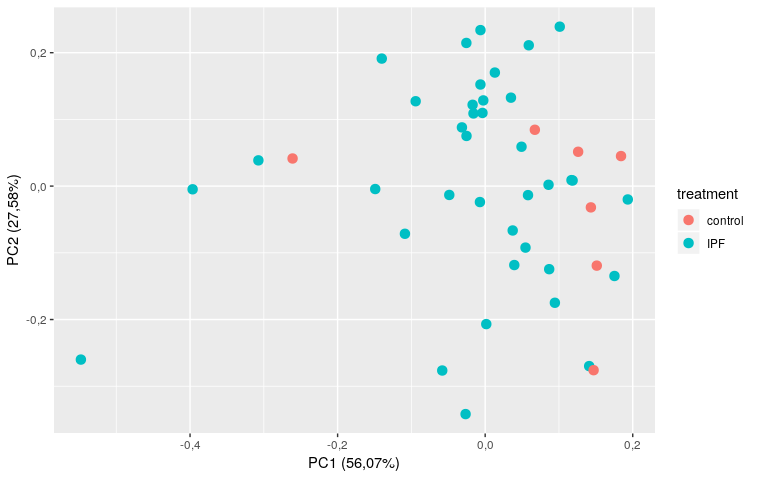 0,2
0,0
-0,2
PC2 (27,58%)
-0,4
-0,2
0,0
0,2
PC1 (56,07%)
treatment
control
IPF